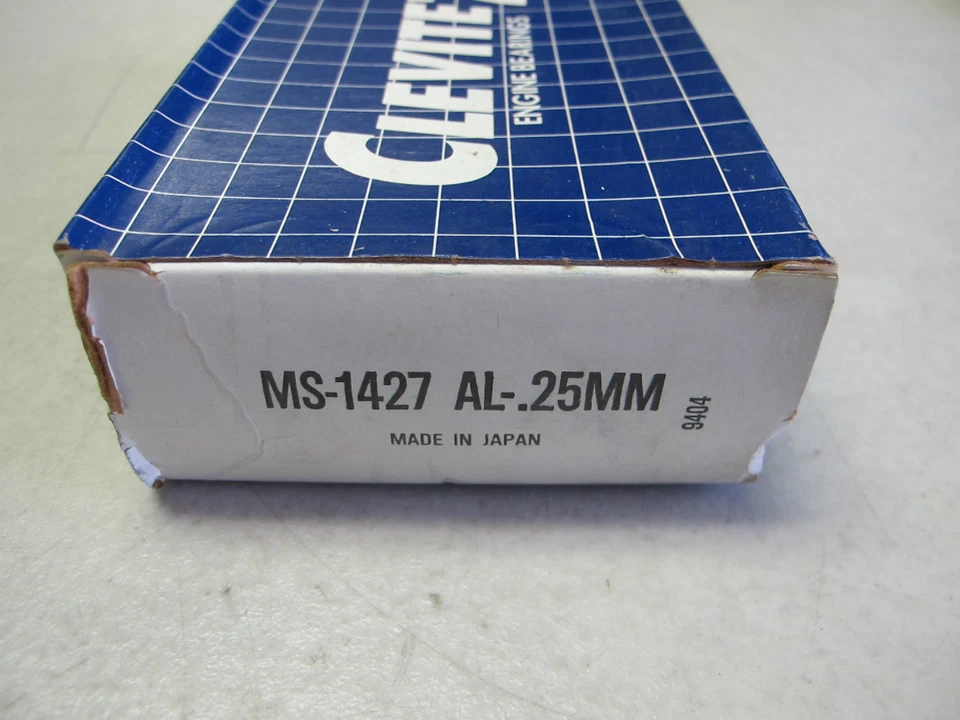 CLEVITE
ENGINE BEARINGS
MS-1427 AL-.25MM
9404
MADE IN JAPAN